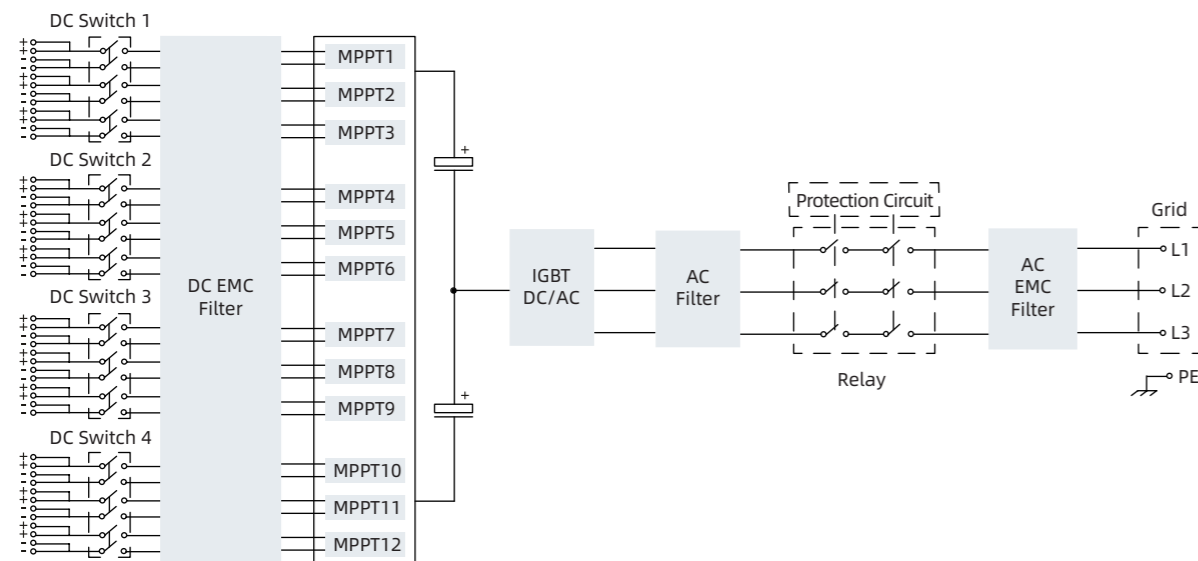 DC Switch 1
DC Switch 2
DC Switch 3
DC Switch 4
DC EMC
Filter
MPPT1
MPPT2
MPPT3
MPPT4
MPPT5
MPPT6
MPPT7
MPPT8
MPPT9
MPPT10
MPPT11
MPPT12
+
+
IGBT
DC/AC
AC
Filter
Protection Circuit
Relay
AC
EMC
Filter
Grid
L1
L2
L3
PE